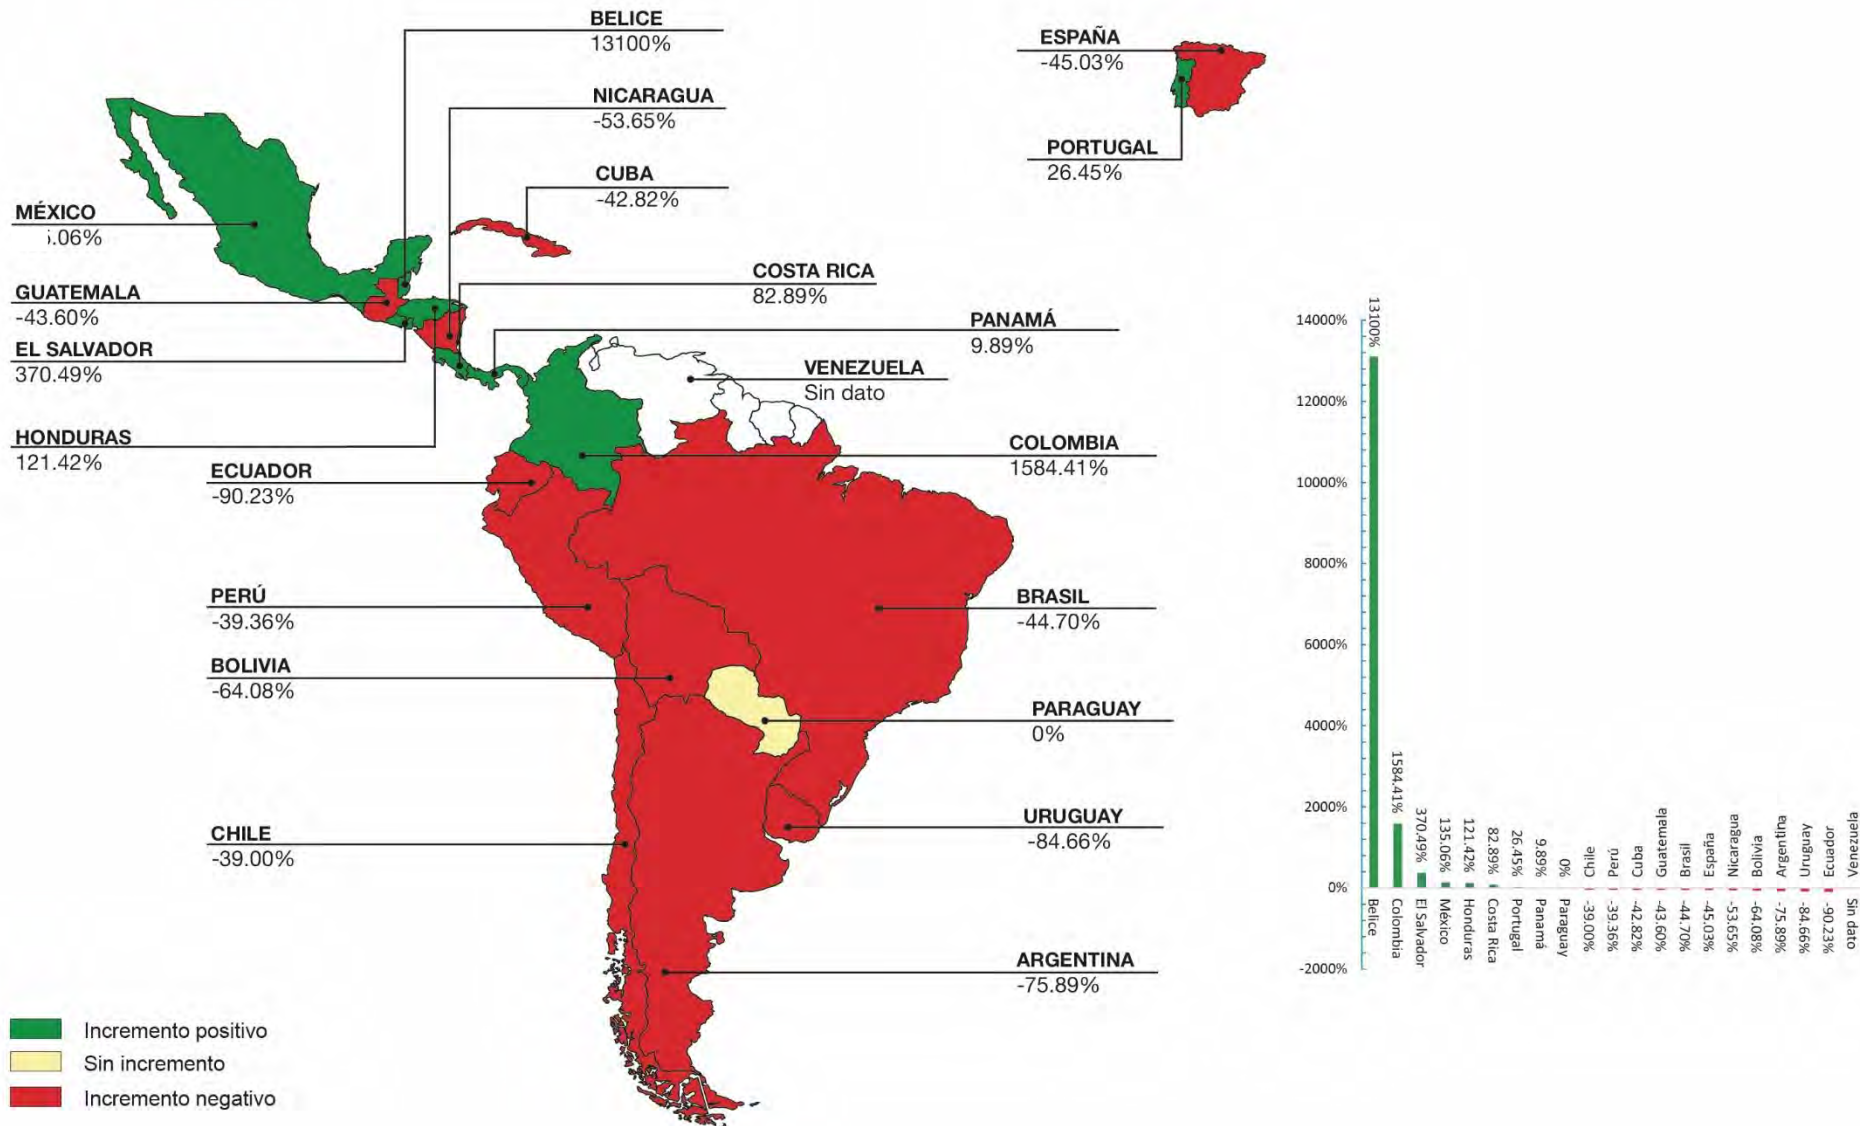 BELICE
13100%
ESPAÑA
-45.03%
NICARAGUA
-53.65%
PORTUGAL
26.45%
CUBA
-42.82%
MÉXICO
.06%
COSTA RICA
82.89%
GUATEMALA
-43.60%
PANAMÁ
9.89%
EL SALVADOR
370.49%
VENEZUELA
Sin dato
HONDURAS
121.42%
COLOMBIA
1584.41%
ECUADOR
-90.23%
PERÚ
-39.36%
BRASIL
-44.70%
BOLIVIA
-64.08%
PARAGUAY
0%
CHILE
-39.00%
URUGUAY
-84.66%
ARGENTINA
-75.89%
Incremento positivo
Sin incremento
Incremento negativo
14000%
12000%
10000%
8000%
6000%
4000%
2000%
0%
-2000%
13100%
1584.41%
370.49%
135.06%
121.42%
82.89%
26.45%
9.89%
0%
Chile
Perú
Cuba
Guatemala
Brasil
España
Nicaragua
Bolivia
Argentina
Uruguay
Ecuador
Venezuela
Belice
Colombia
El Salvador
México
Honduras
Costa Rica
Portugal
Panamá
Paraguay
-39.00%
-39.36%
-42.82%
-43.60%
-44.70%
-45.03%
-53.65%
-64.08%
-75.89%
-84.66%
-90.23%
Sin dato